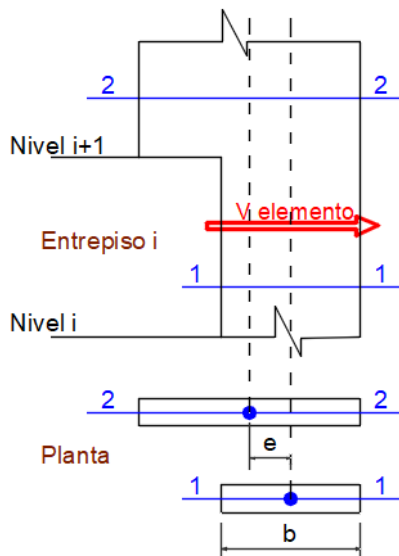 2 2
Nivel i+1
V elemento
Entrepiso i
1 1
Nivel i
2 2
e
Planta
1 1
b